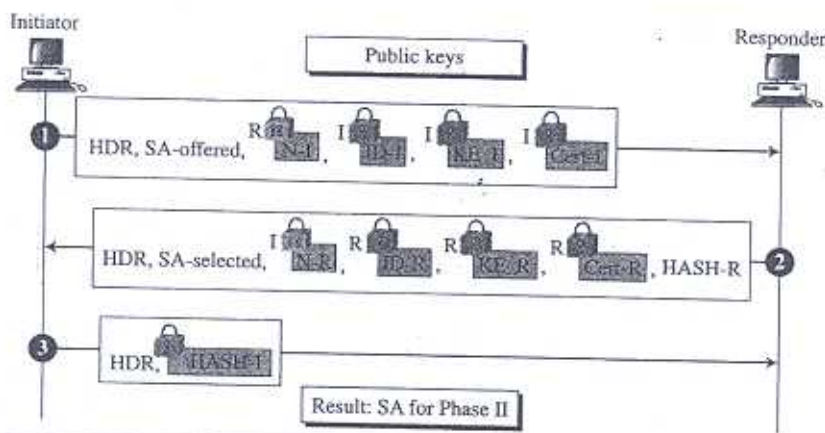 Initiator
Public keys
Responder
1
HDR, SA-offered, R N-I, I ID-I, I KE-I, I Cert-I
HDR, SA-selected, I N-R, R ID-R, R KE-R, R Cert-R, HASH-R
2
3
HDR, HASH-I
Result: SA for Phase II